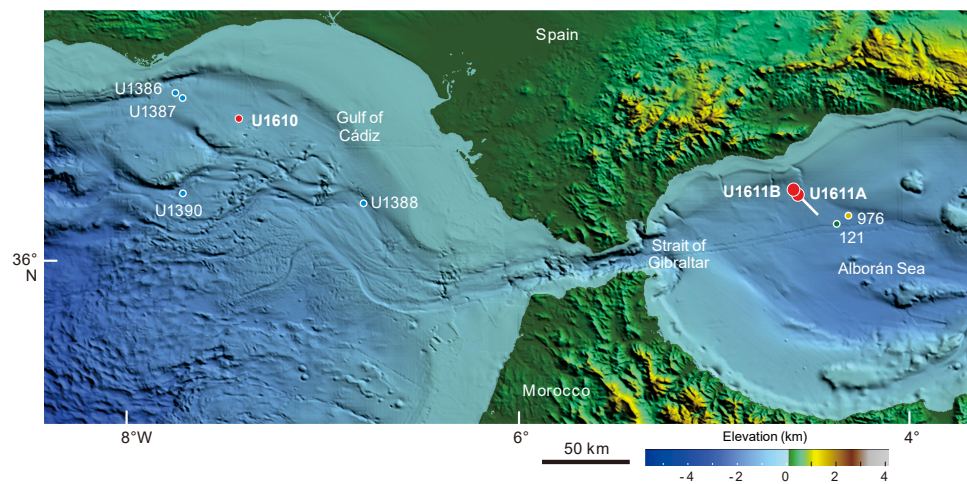 Spain
U1386
U1387
U1610
Gulf of
Cádiz
U1390
U1388
U1611B
U1611A
976
121
Strait of
Gibraltar
Alborán Sea
36°
N
Morocco
8°W
6°
4°
50 km
Elevation (km)
-4 -2 0 2 4